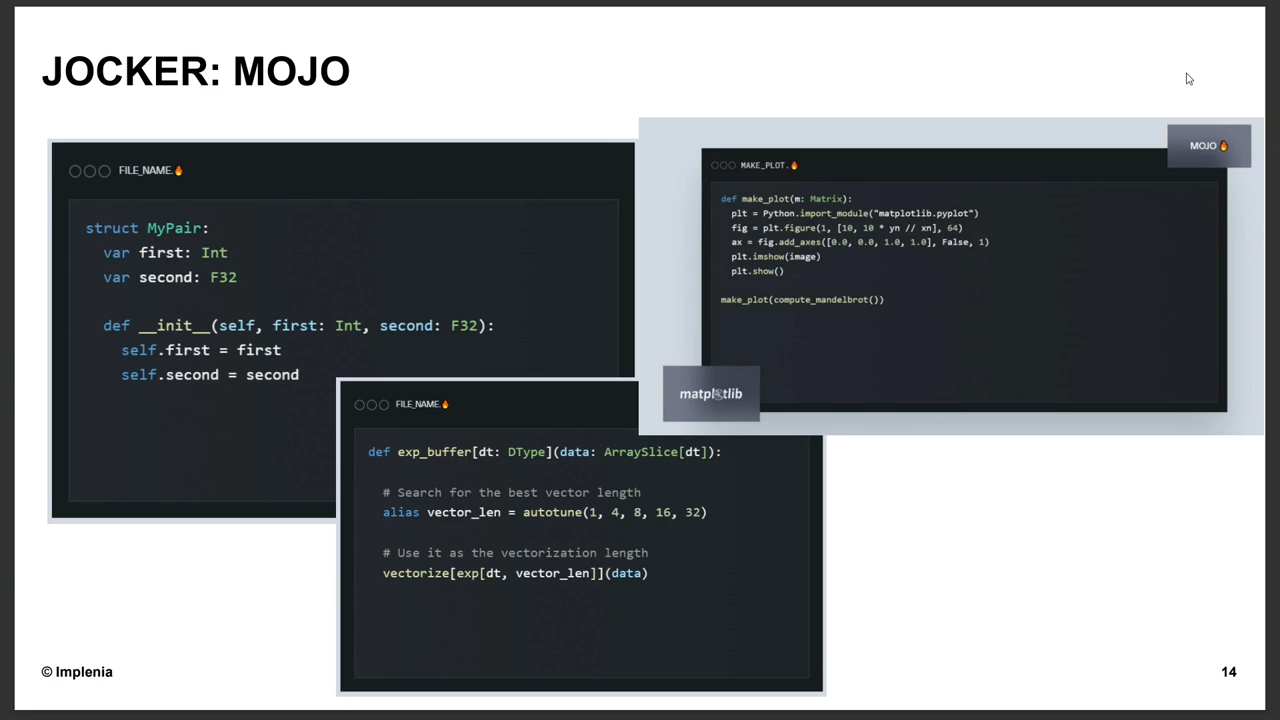 JOCKER: MOJO
FILE_NAME.🔥
struct MyPair:
  var first: Int
  var second: F32
  def __init__(self, first: Int, second: F32):
    self.first = first
    self.second = second
MOJO🔥
MAKE_PLOT.🔥
def make_plot(m: Matrix):
  plt = Python.import_module("matplotlib.pyplot")
  fig = plt.figure(1, [10, 10 * yn // xn], 64)
  ax = fig.add_axes([0.0, 0.0, 1.0, 1.0], False, 1)
  plt.imshow(image)
  plt.show()
make_plot(compute_mandelbrot())
matplotlib
FILE_NAME.🔥
def exp_buffer[dt: DType](data: ArraySlice[dt]):
  # Search for the best vector length
  alias vector_len = autotune(1, 4, 8, 16, 32)
  # Use it as the vectorization length
  vectorize[exp[dt, vector_len]](data)
© Implenia
14